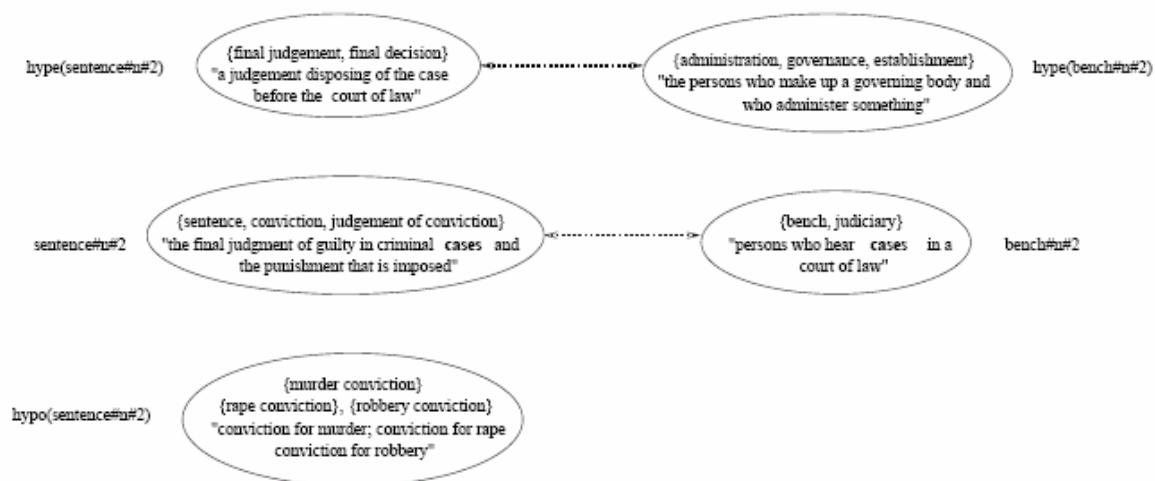 hype(sentence#n#2)
{final judgement, final decision}
"a judgement disposing of the case
before the court of law"
{administration, governance, establishment}
"the persons who make up a governing body and
who administer something"
hype(bench#n#2)
sentence#n#2
{sentence, conviction, judgement of conviction}
"the final judgment of guilty in criminal cases and
the punishment that is imposed"
{bench, judiciary}
"persons who hear cases in a
court of law"
bench#n#2
hypo(sentence#n#2)
{murder conviction}
{rape conviction}, {robbery conviction}
"conviction for murder; conviction for rape
conviction for robbery"